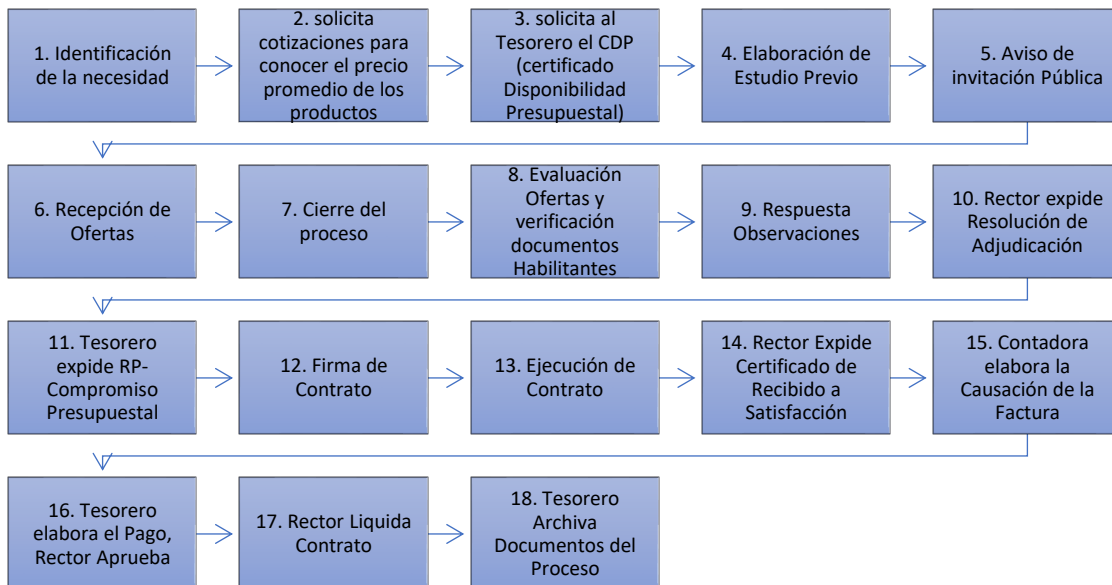 1. Identificación
de la necesidad
2. solicita
cotizaciones para
conocer el precio
promedio de los
productos
3. solicita al
Tesorero el CDP
(certificado
Disponibilidad
Presupuestal)
4. Elaboración de
Estudio Previo
5. Aviso de
invitación Pública
6. Recepción de
Ofertas
7. Cierre del
proceso
8. Evaluación
Ofertas y
verificación
documentos
Habilitantes
9. Respuesta
Observaciones
10. Rector expide
Resolución de
Adjudicación
11. Tesorero
expide RP-
Compromiso
Presupuestal
12. Firma de
Contrato
13. Ejecución de
Contrato
14. Rector Expide
Certificado de
Recibido a
Satisfacción
15. Contadora
elabora la
Causación de la
Factura
16. Tesorero
elabora el Pago,
Rector Aprueba
17. Rector Liquida
Contrato
18. Tesorero
Archiva
Documentos del
Proceso